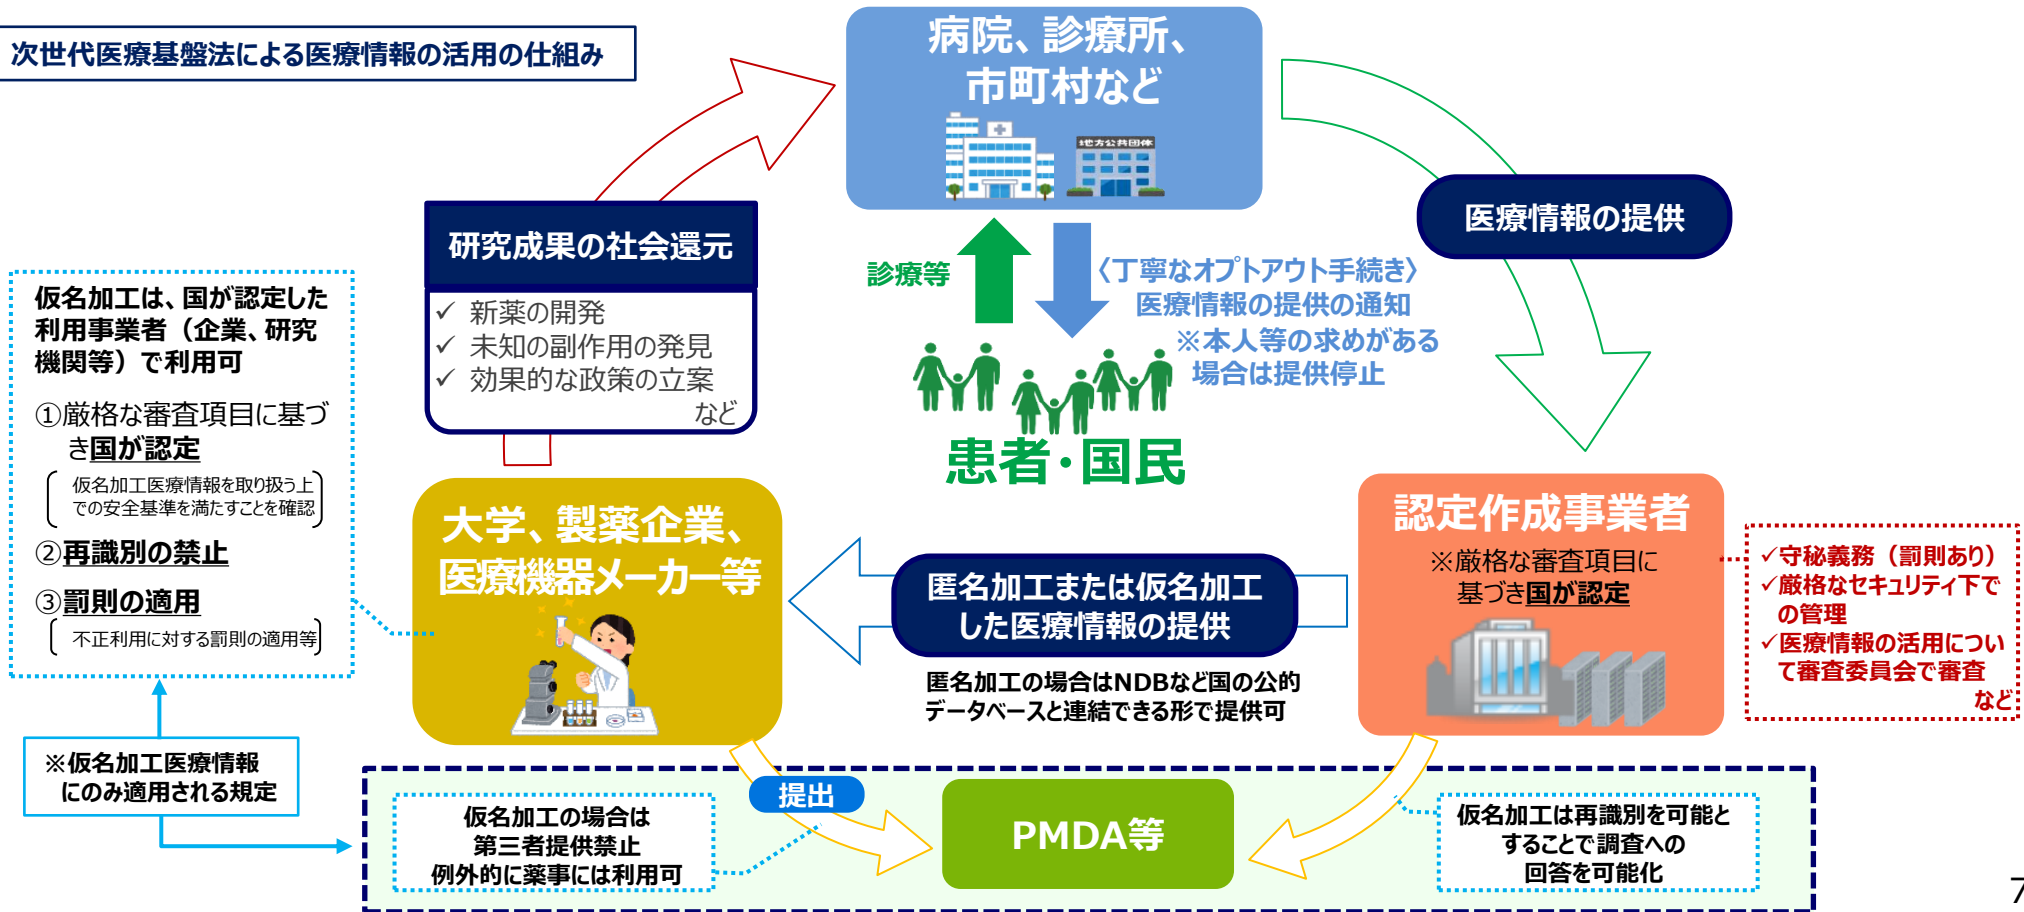 次世代医療基盤法による医療情報の活用の仕組み
病院、診療所、
市町村など
地方公共団体
医療情報の提供
研究成果の社会還元
✓ 新薬の開発
✓ 未知の副作用の発見
✓ 効果的な政策の立案
など
診療等
〈丁寧なオプトアウト手続き〉
医療情報の提供の通知
※本人等の求めがある
場合は提供停止
患者・国民
仮名加工は、国が認定した
利用事業者（企業、研究
機関等）で利用可
①厳格な審査項目に基づ
き国が認定
仮名加工医療情報を取り扱う上
での安全基準を満たすことを確認
②再識別の禁止
③罰則の適用
不正利用に対する罰則の適用等
※仮名加工医療情報
にのみ適用される規定
大学、製薬企業、
医療機器メーカー等
匿名加工または仮名加工
した医療情報の提供
匿名加工の場合はNDBなど国の公的
データベースと連結できる形で提供可
認定作成事業者
※厳格な審査項目に
基づき国が認定
✓守秘義務（罰則あり）
✓厳格なセキュリティ下で
の管理
✓医療情報の活用につい
て審査委員会で審査
など
提出
仮名加工の場合は
第三者提供禁止
例外的に薬事には利用可
PMDA等
仮名加工は再識別を可能と
することで調査への
回答を可能化
7